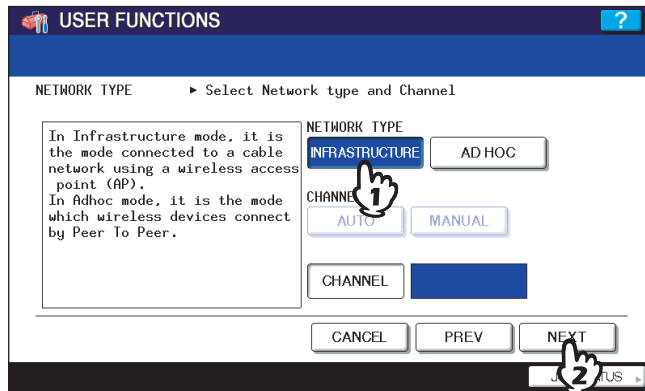 USER FUNCTIONS
?
NETWORK TYPE ▶ Select Network type and Channel
In Infrastructure mode, it is
the mode connected to a cable
network using a wireless access
point (AP).
In Adhoc mode, it is the mode
which wireless devices connect
by Peer To Peer.
NETWORK TYPE
INFRASTRUCTURE AD HOC
1
AUTO MANUAL
CHANNEL
CANCEL PREV NEXT
2